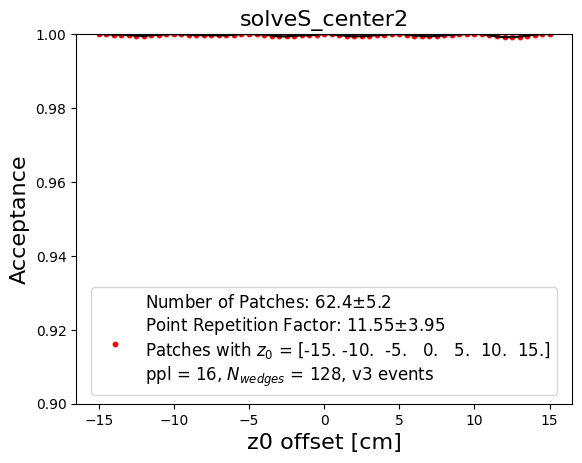 solveS_center2
1.00
0.98
0.96
0.94
0.92
0.90
Acceptance
Number of Patches: 62.4±5.2
Point Repetition Factor: 11.55±3.95
Patches with z₀ = [-15. -10.  -5.   0.   5.  10.  15.]
ppl = 16, N_wedges = 128, v3 events
−15 −10 −5 0 5 10 15
z0 offset [cm]